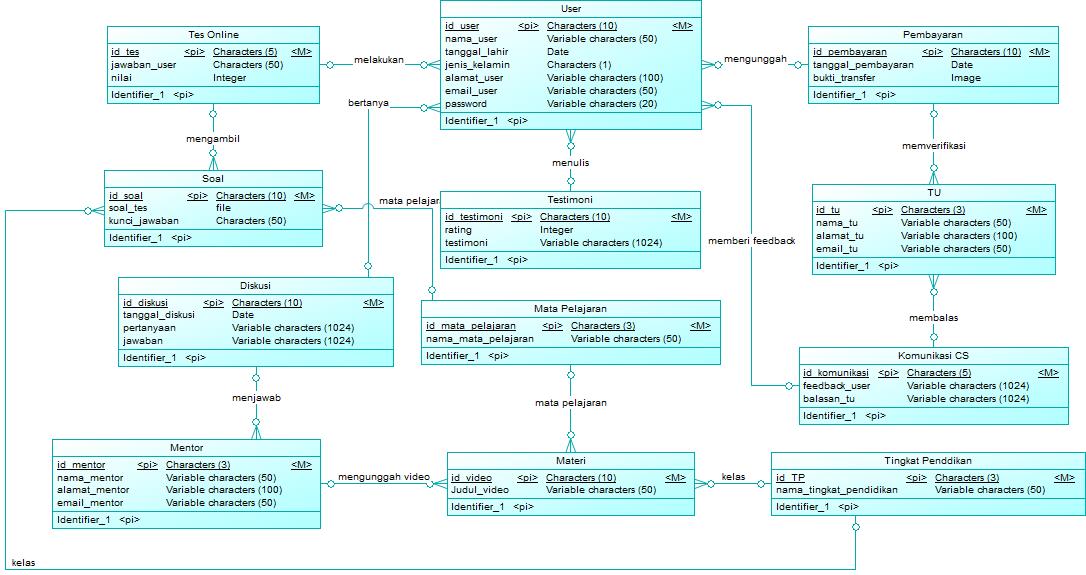 User
id_user <pi> Characters (10) <M>
nama_user Variable characters (50)
tanggal_lahir Date
jenis_kelamin Characters (1)
alamat_user Variable characters (100)
email_user Variable characters (50)
password Variable characters (20)
Identifier_1 <pi>
Tes Online
id_tes <pi> Characters (5) <M>
jawaban_user Characters (50)
nilai Integer
Identifier_1 <pi>
melakukan
mengunggah
Pembayaran
id_pembayaran <pi> Characters (10) <M>
tanggal_pembayaran Date
bukti_transfer Image
Identifier_1 <pi>
bertanya
mengambil
menulis
memverifikasi
Soal
id_soal <pi> Characters (10) <M>
soal_tes file
kunci_jawaban Characters (50)
Identifier_1 <pi>
mata pelajar
Testimoni
id_testimoni <pi> Characters (10) <M>
rating Integer
testimoni Variable characters (1024)
Identifier_1 <pi>
memberi feedback
TU
id_tu <pi> Characters (3) <M>
nama_tu Variable characters (50)
alamat_tu Variable characters (100)
email_tu Variable characters (50)
Identifier_1 <pi>
Diskusi
id_diskusi <pi> Characters (10) <M>
tanggal_diskusi Date
pertanyaan Variable characters (1024)
jawaban Variable characters (1024)
Identifier_1 <pi>
Mata Pelajaran
id_mata_pelajaran <pi> Characters (3) <M>
nama_mata_pelajaran Variable characters (50)
Identifier_1 <pi>
membalas
Komunikasi CS
id_komunikasi <pi> Characters (5) <M>
feedback_user Variable characters (1024)
balasan_tu Variable characters (1024)
Identifier_1 <pi>
menjawab
mata pelajaran
Mentor
id_mentor <pi> Characters (3) <M>
nama_mentor Variable characters (50)
alamat_mentor Variable characters (100)
email_mentor Variable characters (50)
Identifier_1 <pi>
mengunggah video
Materi
id_video <pi> Characters (10) <M>
Judul_video Variable characters (50)
Identifier_1 <pi>
kelas
Tingkat Penddikan
id_TP <pi> Characters (3) <M>
nama_tingkat_pendidikan Variable characters (50)
Identifier_1 <pi>
kelas